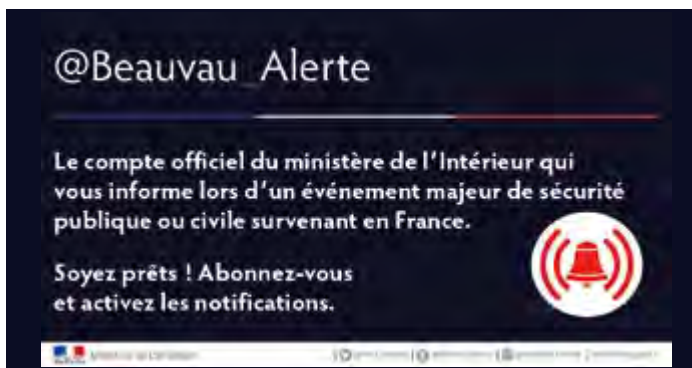 @Beauvau_Alerte
Le compte officiel du ministère de l'Intérieur qui
vous informe lors d'un événement majeur de sécurité
publique ou civile survenant en France.
Soyez prêts ! Abonnez-vous
et activez les notifications.